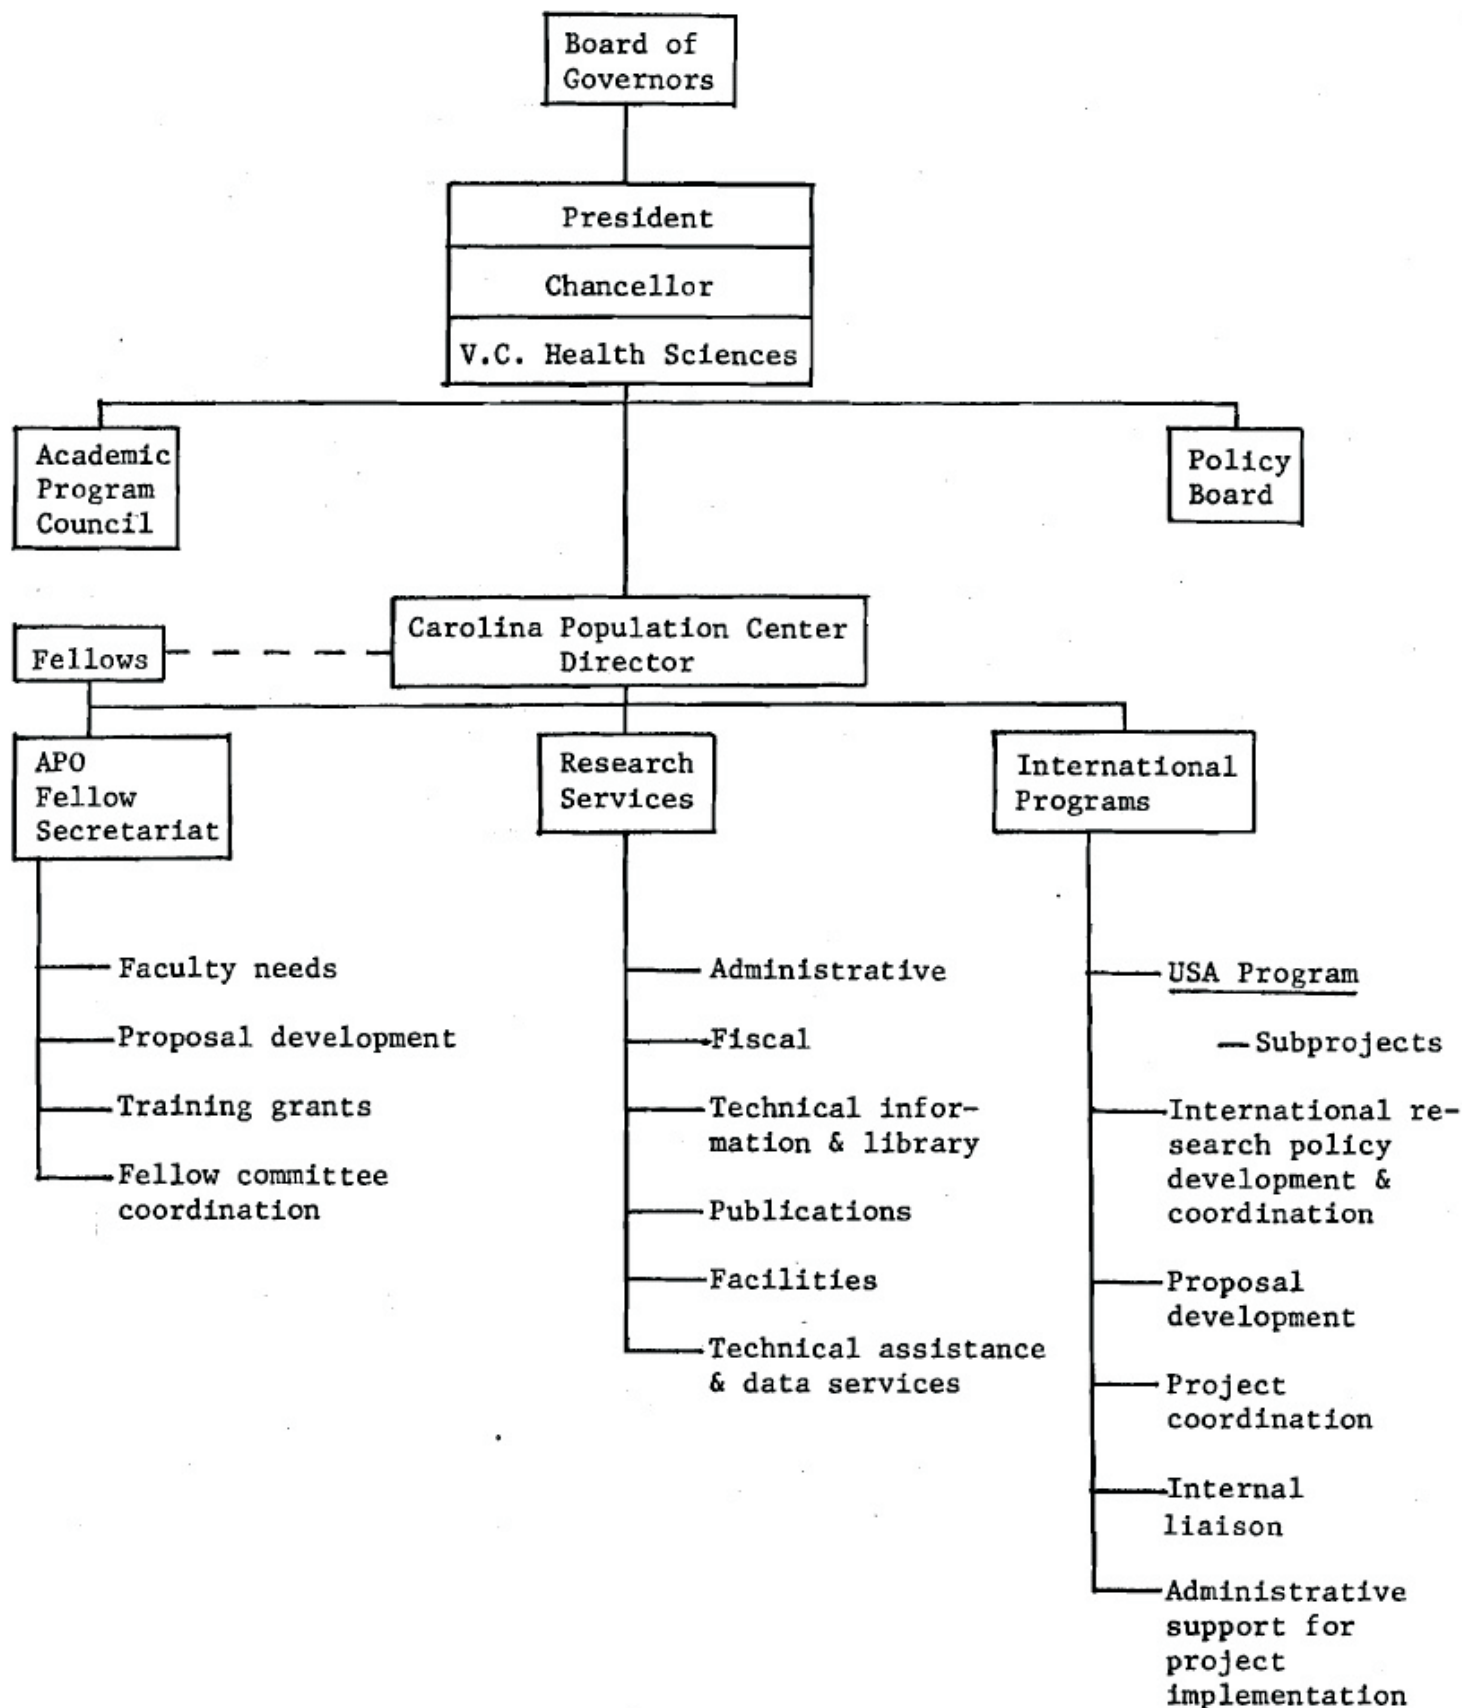 Board of
Governors
President
Chancellor
V.C. Health Sciences
Academic
Program
Council
Policy
Board
Fellows
Carolina Population Center
Director
APO
Fellow
Secretariat
Research
Services
International
Programs
Faculty needs
Proposal development
Training grants
Fellow committee
coordination
Administrative
Fiscal
Technical infor-
mation & library
Publications
Facilities
Technical assistance
& data services
USA Program
— Subprojects
International re-
search policy
development &
coordination
Proposal
development
Project
coordination
Internal
liaison
Administrative
support for
project
implementation